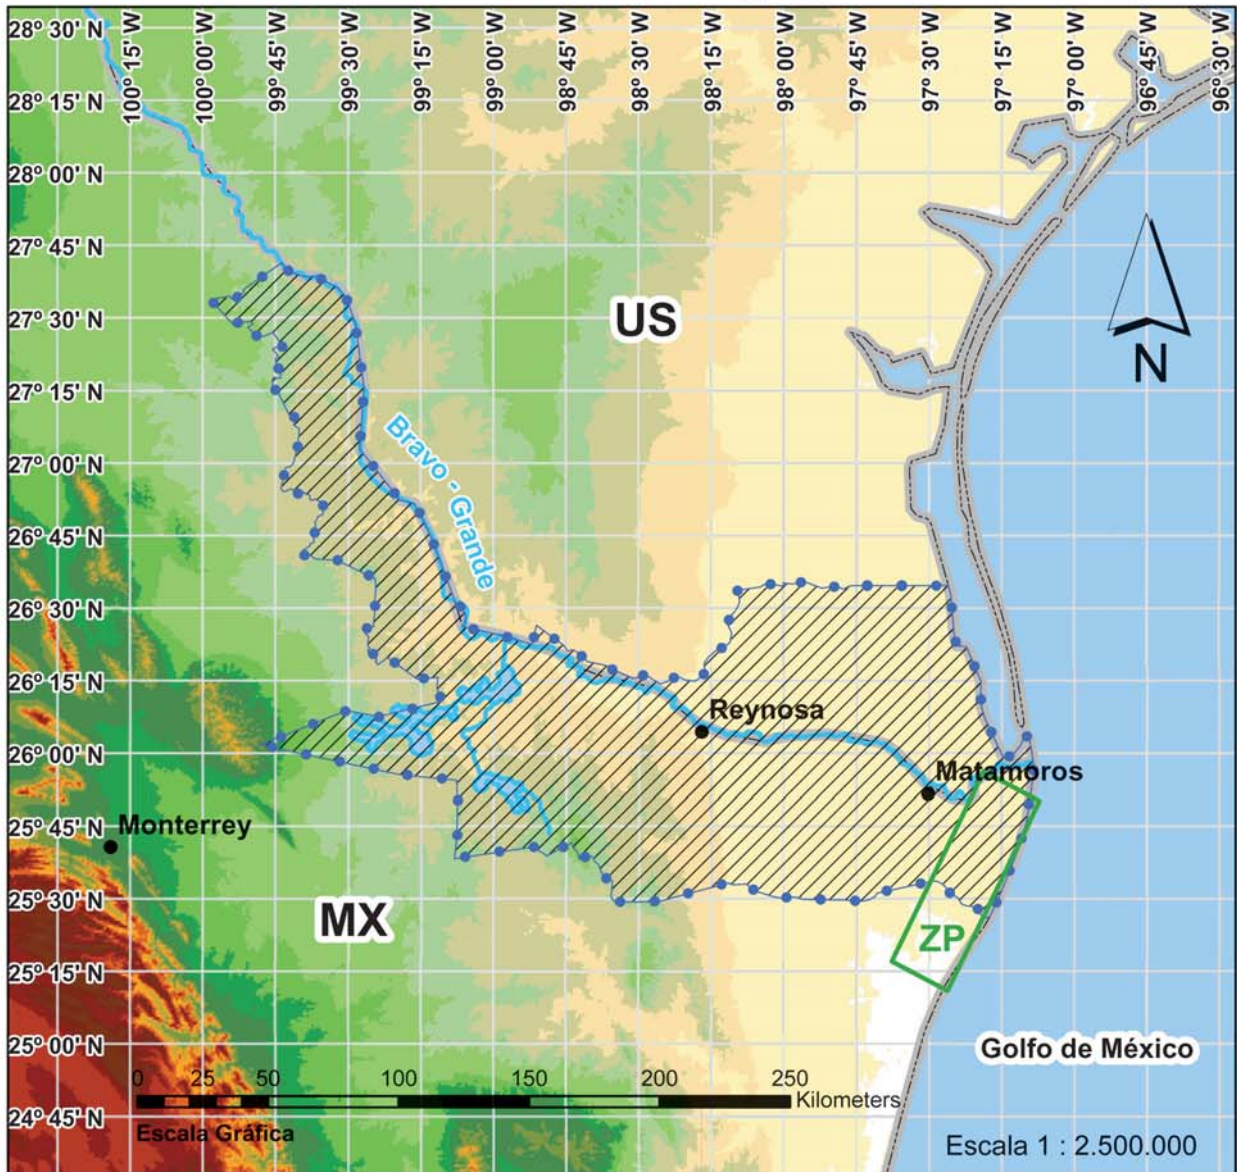 28º 30' N
28º 15' N
28º 00' N
27º 45' N
27º 30' N
27º 15' N
27º 00' N
26º 45' N
26º 30' N
26º 15' N
26º 00' N
25º 45' N
25º 30' N
25º 15' N
25º 00' N
24º 45' N
100º 15' W
100º 00' W
99º 45' W
99º 30' W
99º 15' W
99º 00' W
98º 45' W
98º 30' W
98º 15' W
98º 00' W
97º 45' W
97º 30' W
97º 15' W
97º 00' W
96º 45' W
96º 30' W
US
N
Bravo - Grande
Reynosa
Matamoros
Monterrey
MX
ZP
Golfo de México
0 25 50 100 150 200 250
Kilometers
Escala Gráfica
Escala 1 : 2.500.000